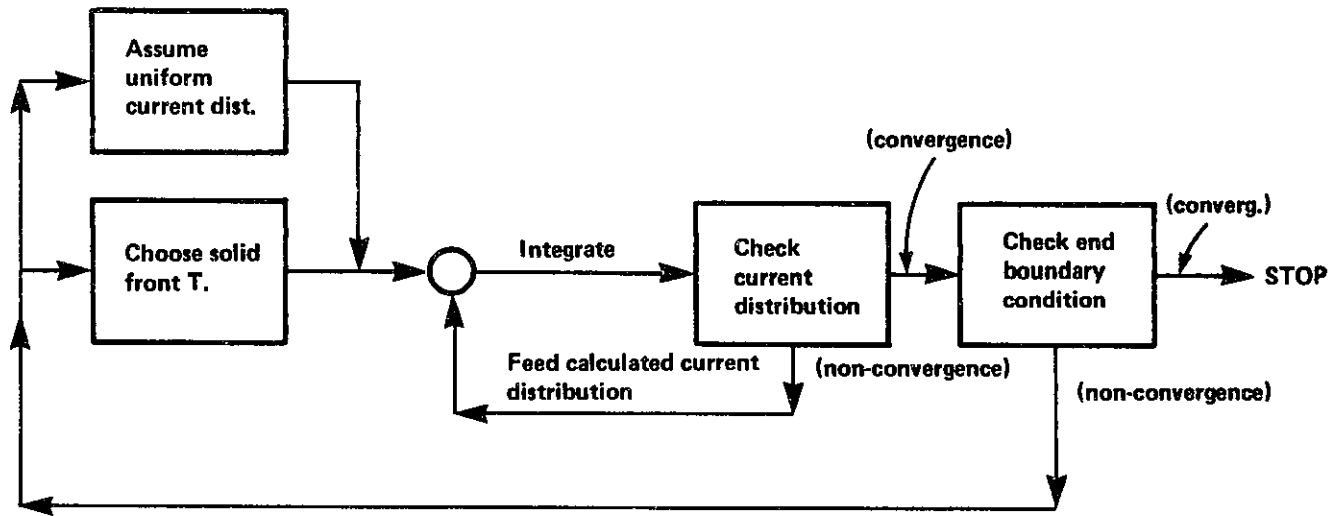 Assume
uniform
current dist.
Choose solid
front T.
Integrate
Feed calculated current
distribution
Check
current
distribution
(convergence)
(non-convergence)
Check end
boundary
condition
(converg.)
STOP
(non-convergence)